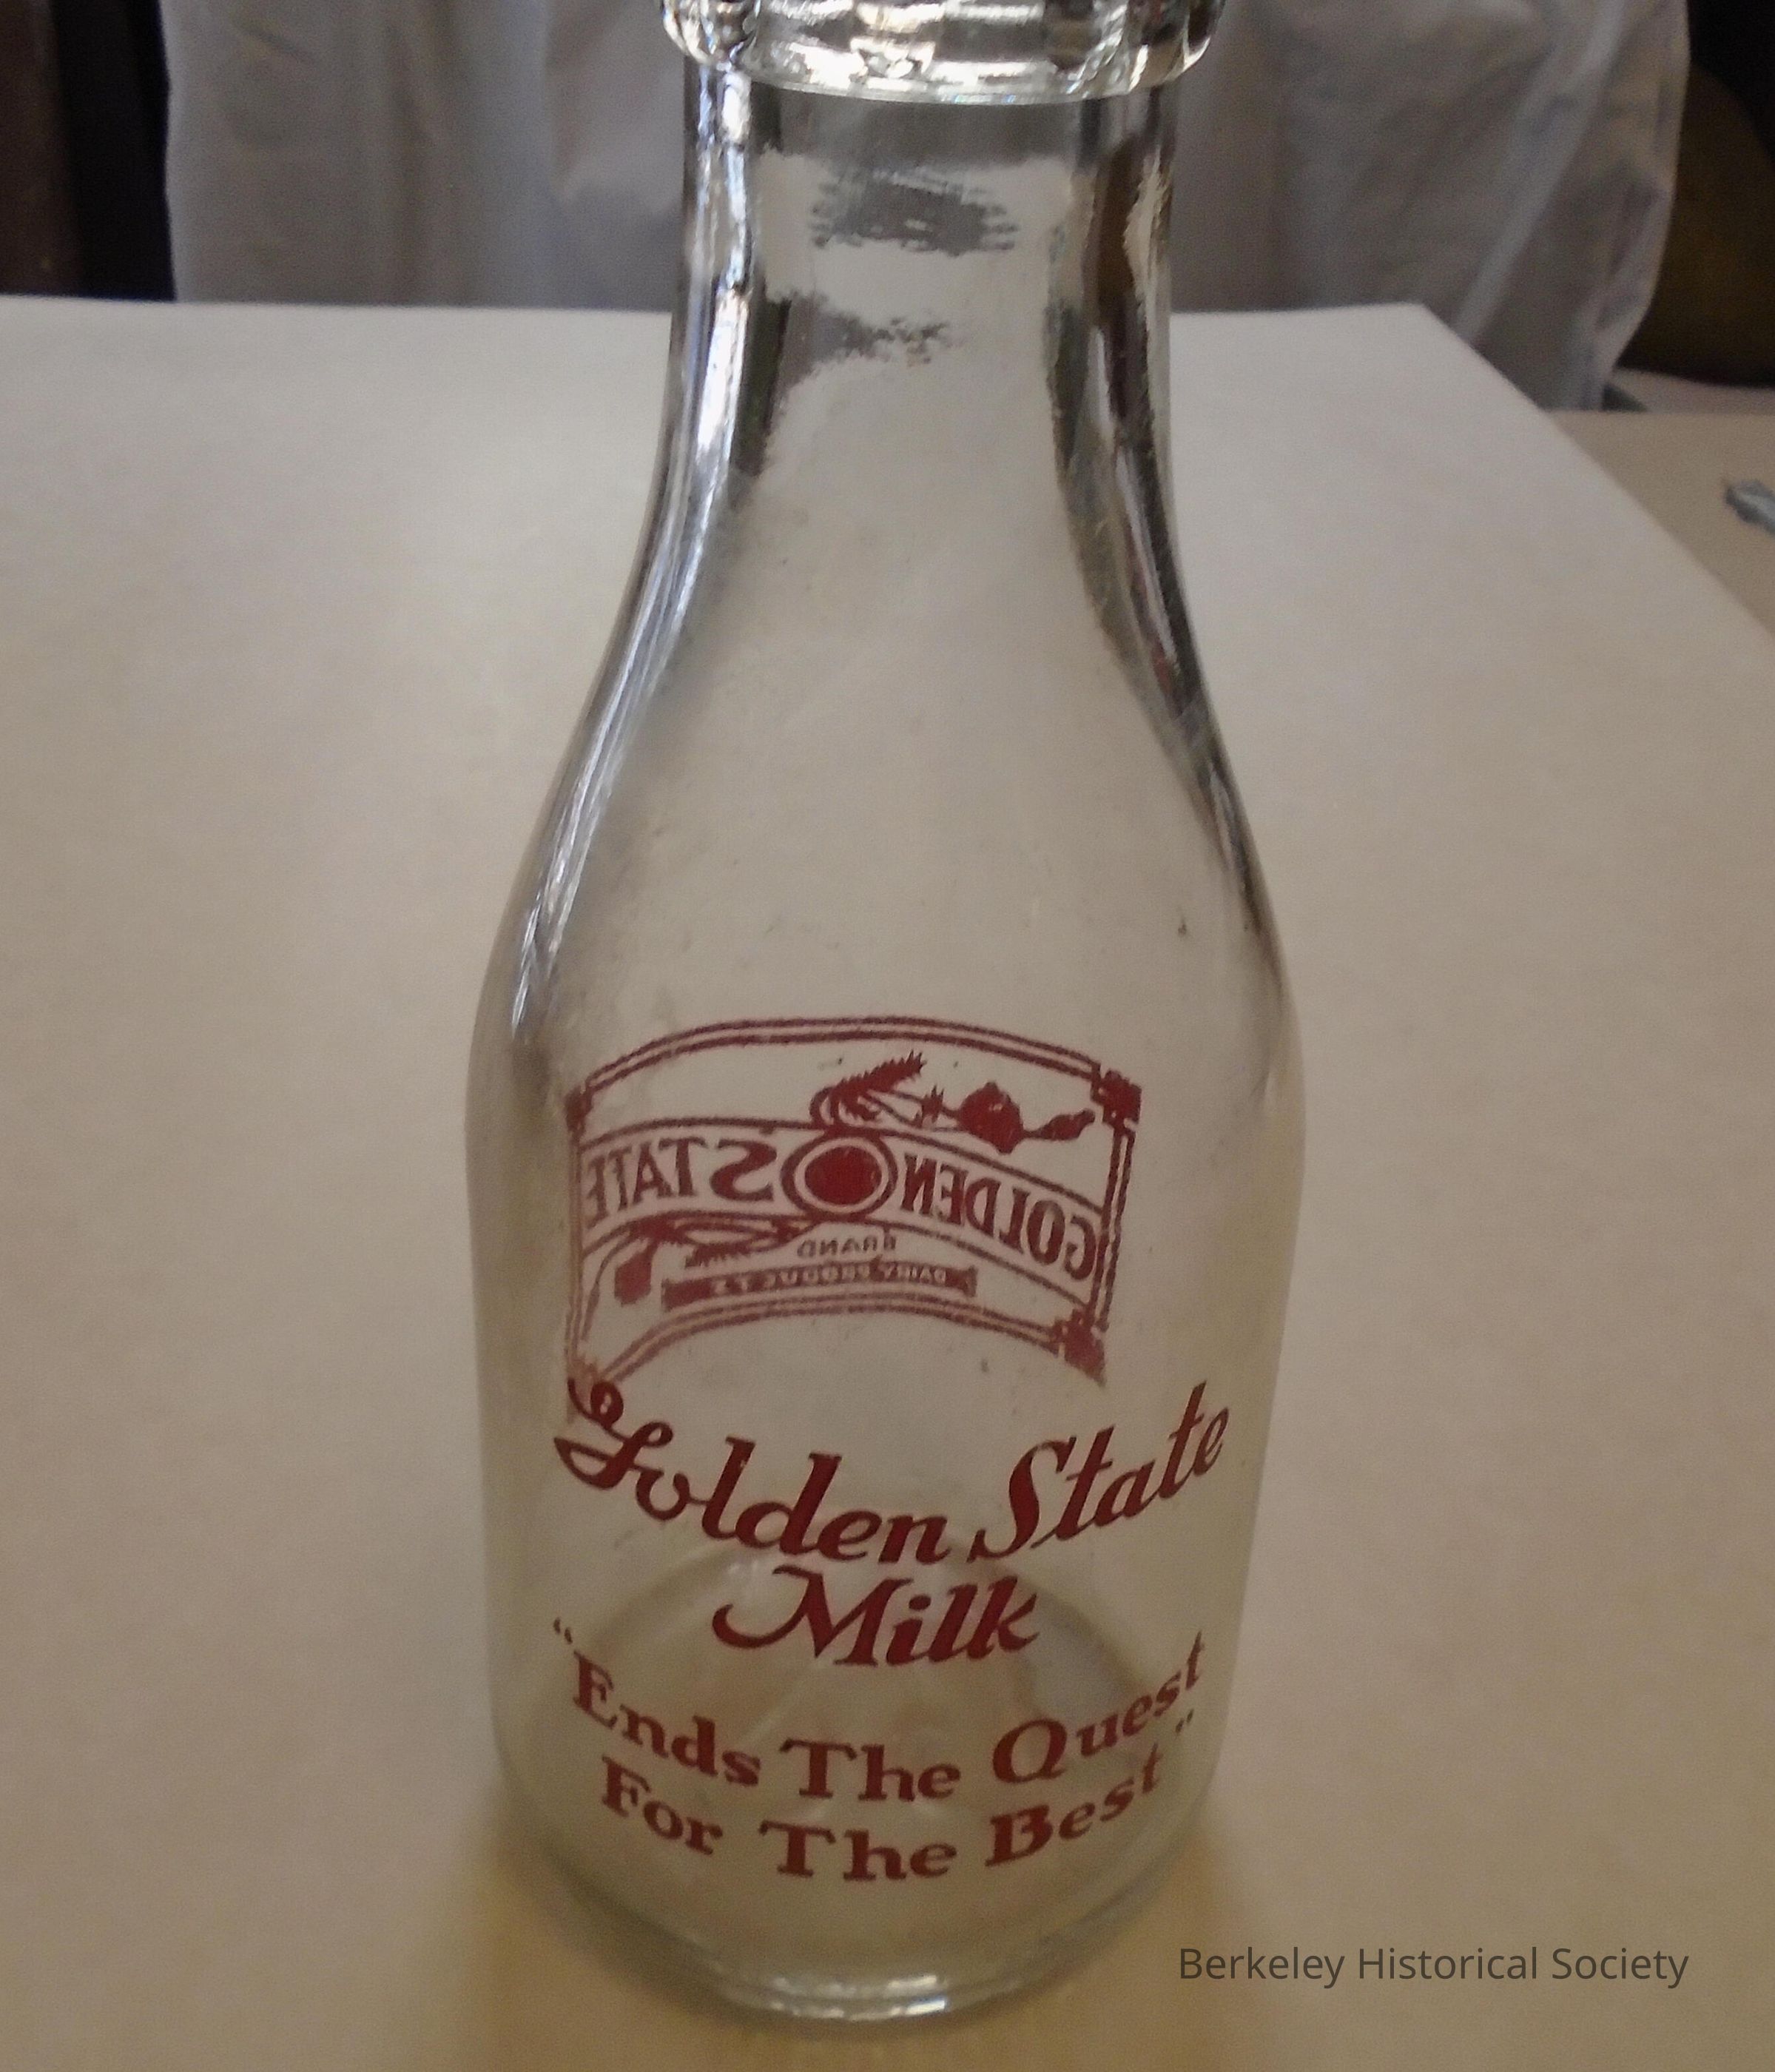 GOLDEN STATE
BRAND
DAIRY PRODUCTS
Golden State
Milk
"Ends The Quest
For The Best"
Berkeley Historical Society